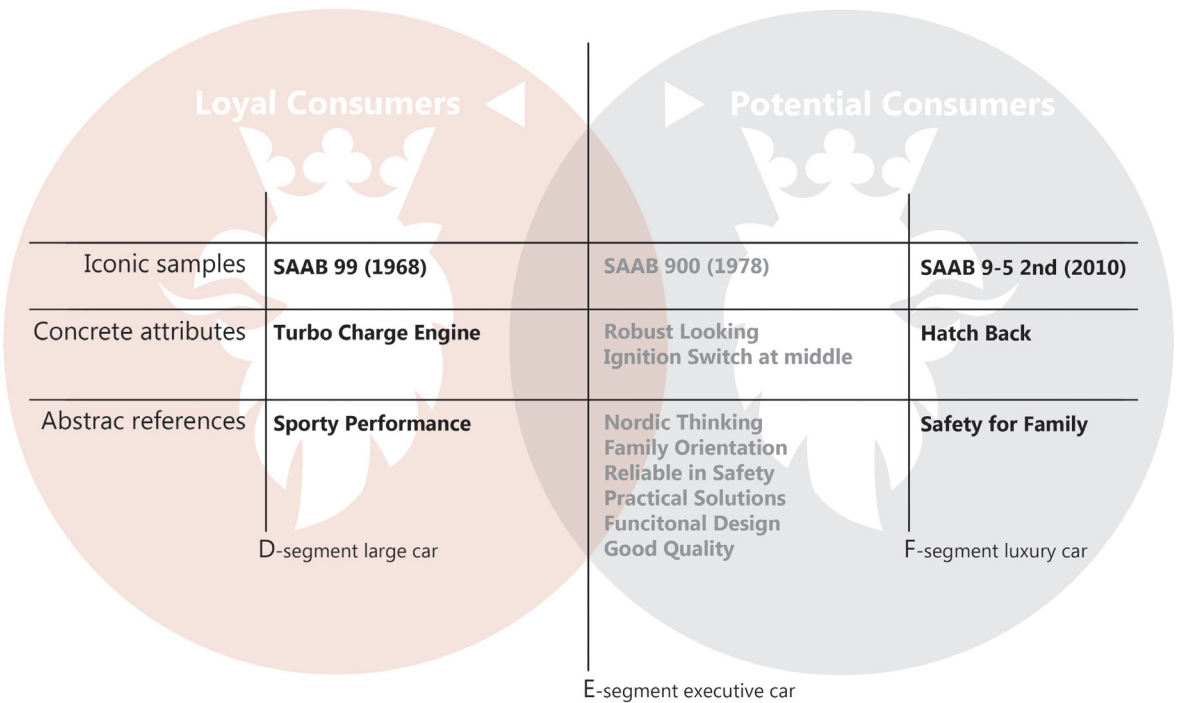 Loyal Consumers
Potential Consumers
Iconic samples
SAAB 99 (1968)
SAAB 900 (1978)
SAAB 9-5 2nd (2010)
Concrete attributes
Turbo Charge Engine
Robust Looking
Ignition Switch at middle
Hatch Back
Abstrac references
Sporty Performance
Nordic Thinking
Family Orientation
Reliable in Safety
Practical Solutions
Funcitonal Design
Good Quality
Safety for Family
D-segment large car
F-segment luxury car
E-segment executive car